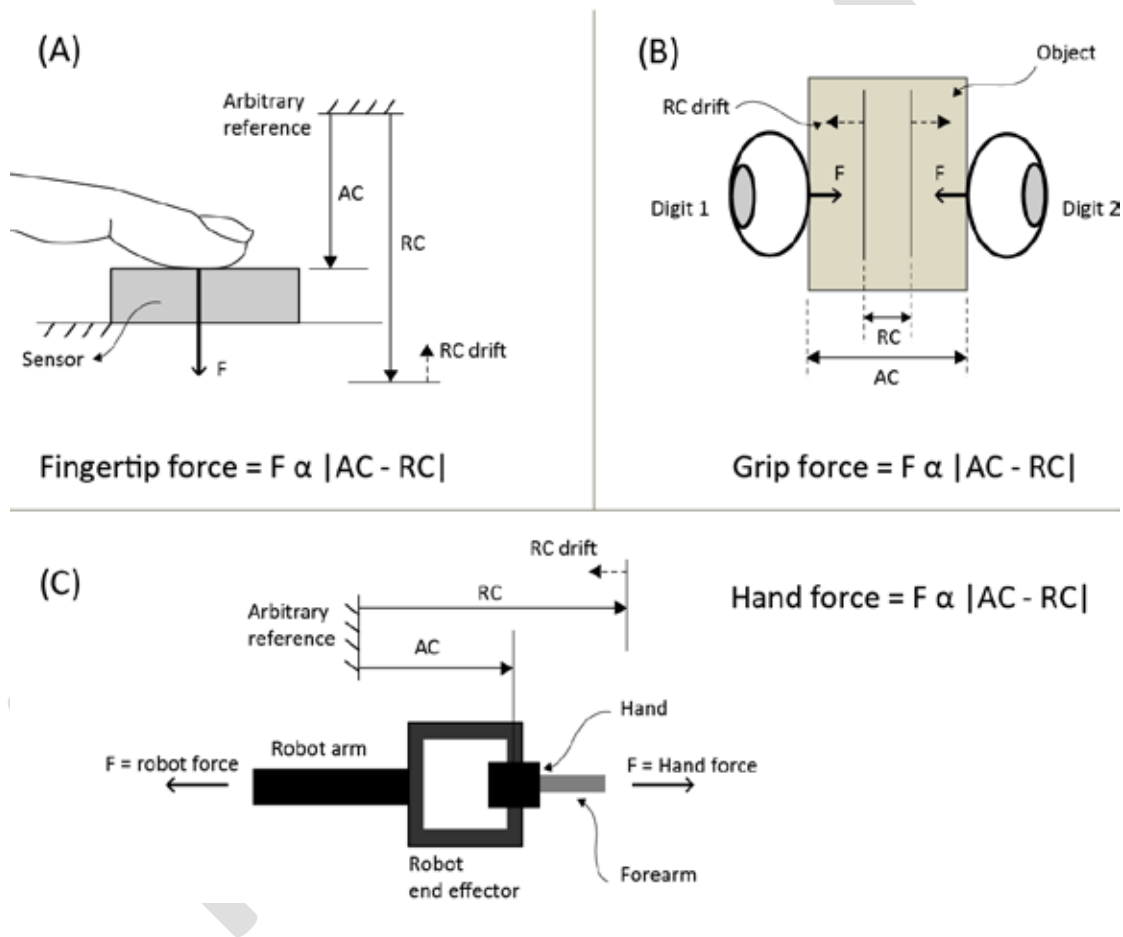 (A)
Arbitrary
reference
AC
RC
RC drift
Sensor
F
Fingertip force = F α |AC - RC|
(B)
Object
RC drift
F
F
Digit 1
Digit 2
RC
AC
Grip force = F α |AC - RC|
(C)
RC drift
RC
Arbitrary
reference
AC
Hand force = F α |AC - RC|
Hand
Robot arm
F = robot force
F = Hand force
Robot
end effector
Forearm